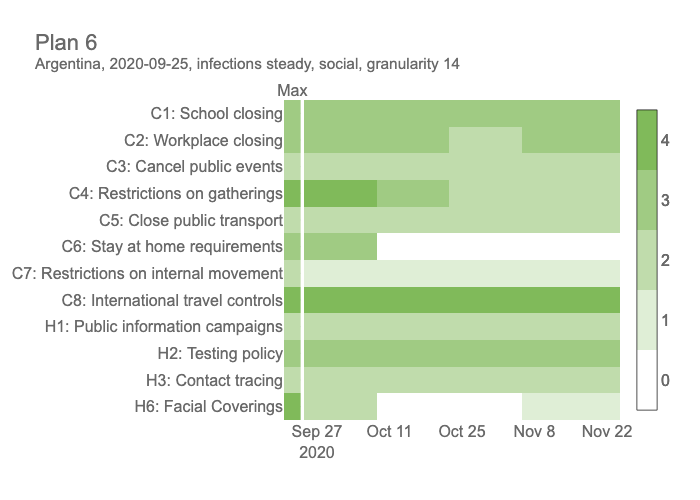 Plan 6
Argentina, 2020-09-25, infections steady, social, granularity 14
Max
C1: School closing
C2: Workplace closing
C3: Cancel public events
C4: Restrictions on gatherings
C5: Close public transport
C6: Stay at home requirements
C7: Restrictions on internal movement
C8: International travel controls
H1: Public information campaigns
H2: Testing policy
H3: Contact tracing
H6: Facial Coverings
Sep 27 Oct 11 Oct 25 Nov 8 Nov 22
2020
4
3
2
1
0